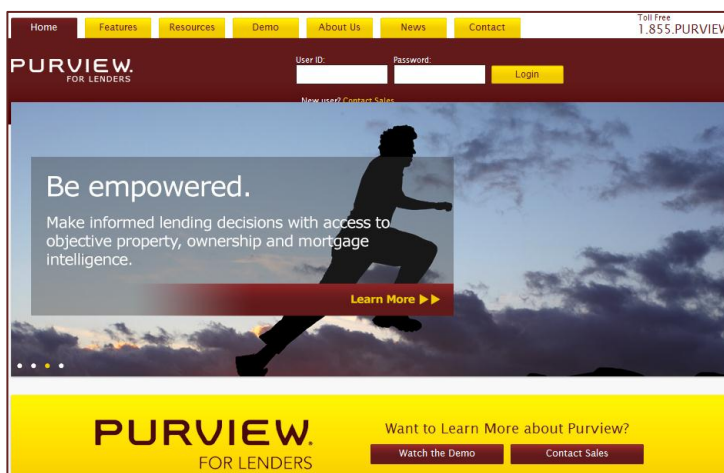 Home Features Resources Demo About Us News Contact
Toll Free
1.855.PURVIEW
PURVIEW.
FOR LENDERS
User ID: Password:
Login
New user? Contact Sales
Be empowered.
Make informed lending decisions with access to
objective property, ownership and mortgage
intelligence.
Learn More
PURVIEW.
FOR LENDERS
Want to Learn More about Purview?
Watch the Demo Contact Sales